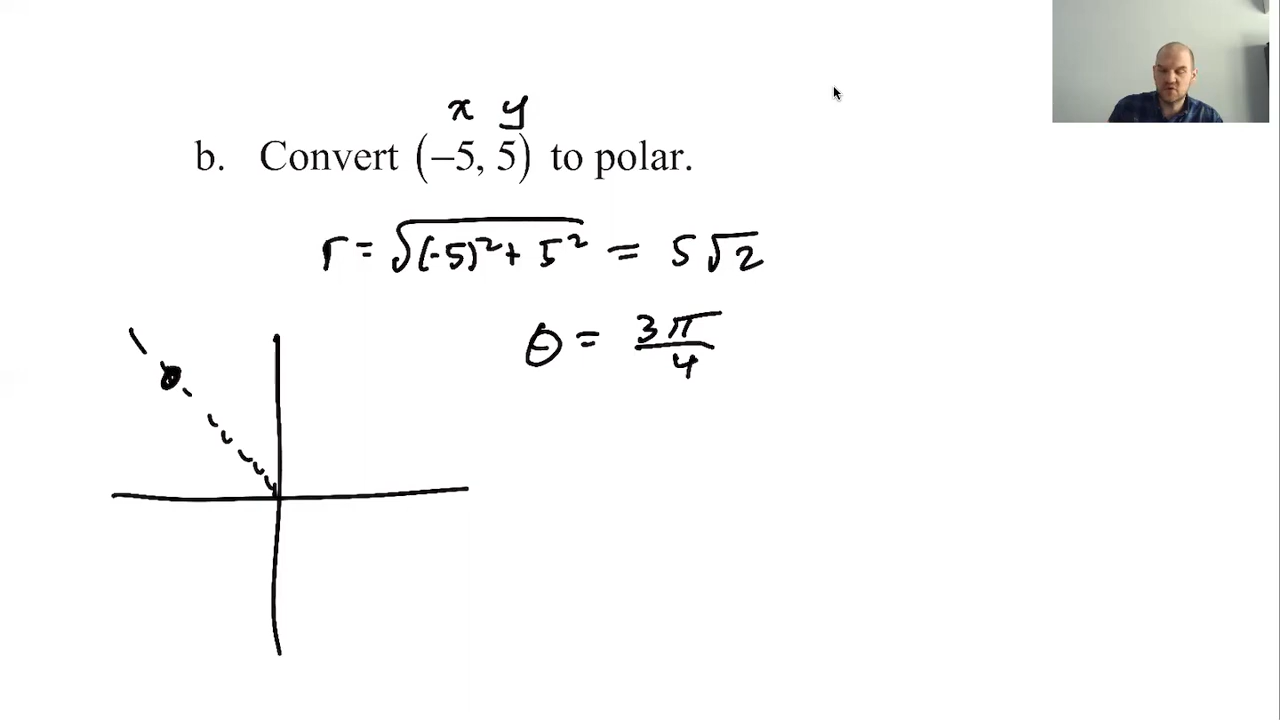 x y
b. Convert (–5, 5) to polar.
r = √((-5)² + 5²) = 5√2
θ = 3π/4